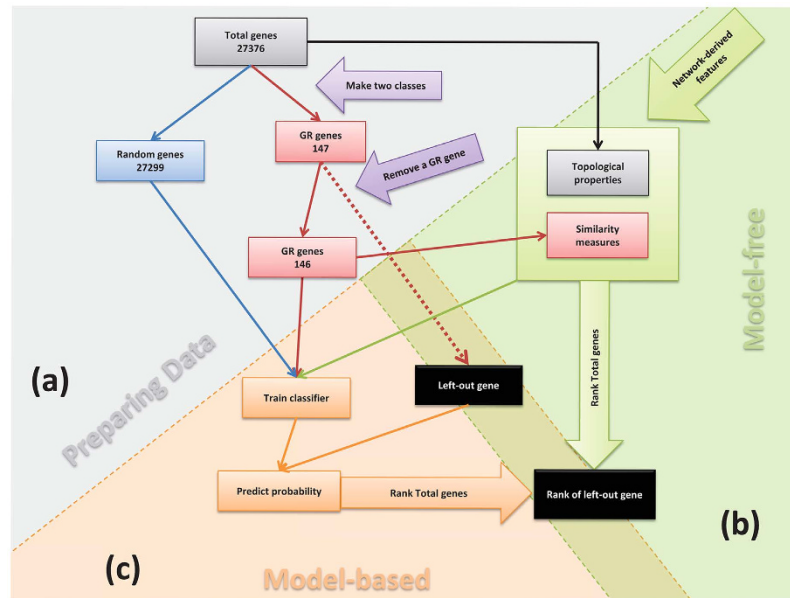 Total genes
27376
Make two classes
Network-derived
features
GR genes
147
Random genes
27299
Remove a GR gene
Topological
properties
Similarity
measures
GR genes
146
Model-free
(a)
Preparing Data
Rank Total genes
Train classifier
Left-out gene
Predict probability
Rank Total genes
Rank of left-out gene
(b)
(c)
Model-based